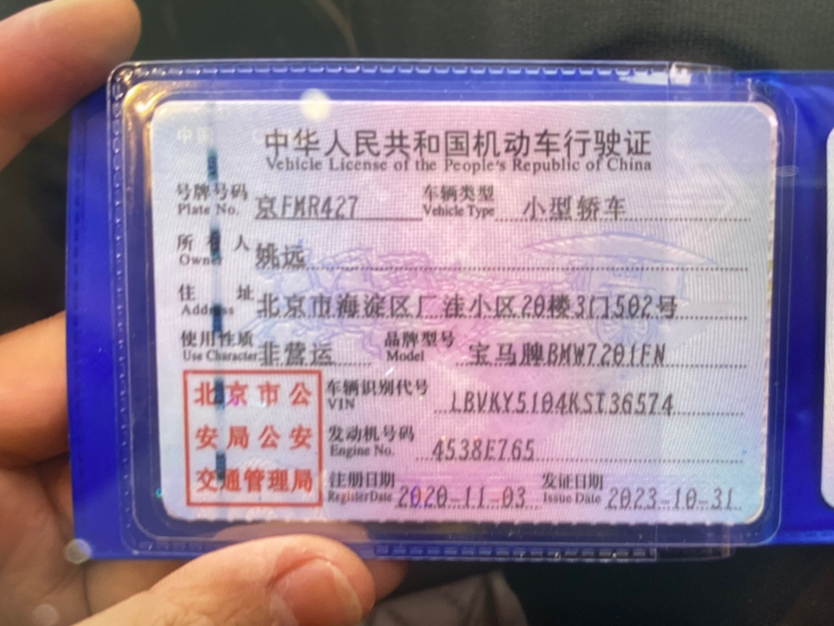 中华人民共和国机动车行驶证
Vehicle License of the People's Republic of China
号牌号码 京FMR427 车辆类型 小型轿车
Plate No. Vehicle Type
所有人 姚远
Owner
住址 北京市海淀区厂洼小区20楼3门502号
Address
使用性质 非营运 品牌型号 宝马牌BMW7201FN
Use Character Model
北京市公
安局公安
交通管理局
车辆识别代号 LBVKY5104KST36574
VIN
发动机号码 4538E765
Engine No.
注册日期 2020-11-03 发证日期 2023-10-31
Register Date Issue Date